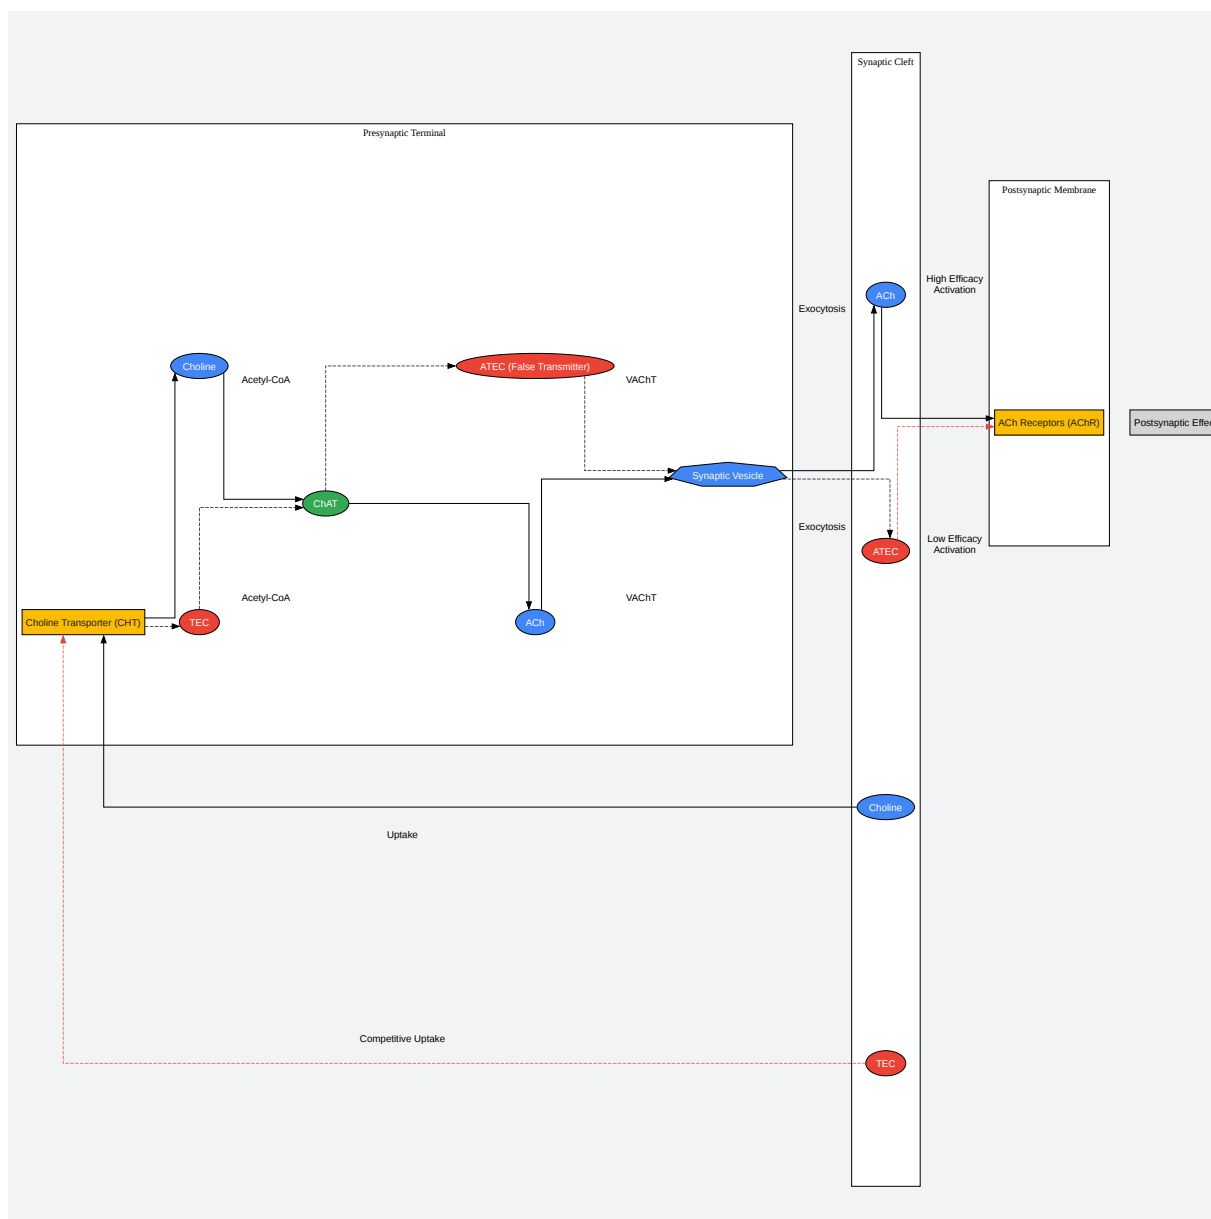 Synaptic Cleft
Presynaptic Terminal
Postsynaptic Membrane
High Efficacy
Activation
ACh
Exocytosis
Choline
Acetyl-CoA
ATEC (False Transmitter)
VAChT
ACh Receptors (AChR)
Postsynaptic
Synaptic Vesicle
ChAT
Exocytosis
Low Efficacy
Activation
ATEC
Acetyl-CoA
VAChT
Choline Transporter (CHT)
TEC
ACh
Choline
Uptake
Competitive Uptake
TEC